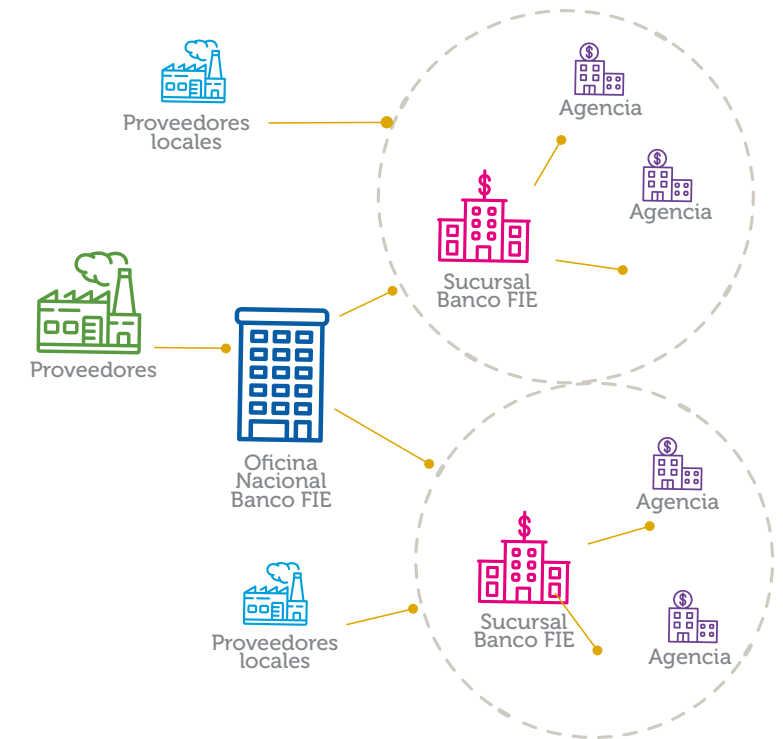 Proveedores
locales
Agencia
Agencia
Sucursal
Banco FIE
Proveedores
Oficina
Nacional
Banco FIE
Agencia
Proveedores
locales
Sucursal
Banco FIE
Agencia